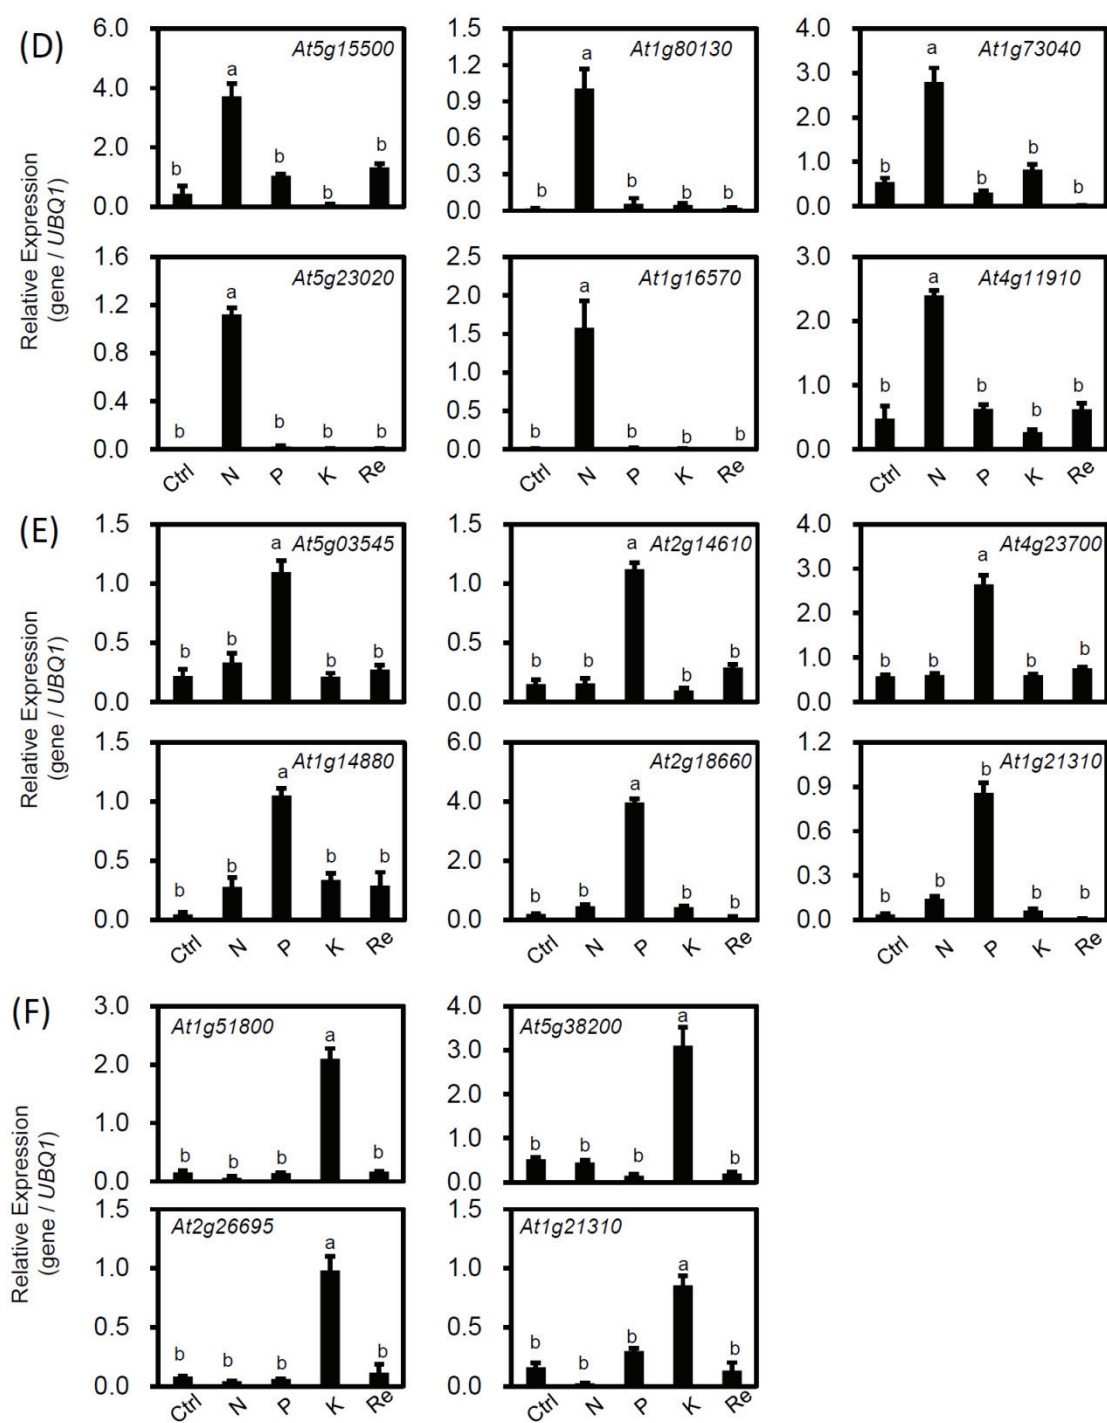 (D)
Relative Expression
(gene / UBQ1)
At5g15500
6.0
4.0
2.0
0.0
b a b b b
At1g80130
1.5
1.2
0.9
0.6
0.3
0.0
b a b b b
At1g73040
4.0
3.0
2.0
1.0
0.0
b a b b b
At5g23020
1.6
1.2
0.8
0.4
0.0
b a b b b
Ctrl N P K Re
At1g16570
2.5
2.0
1.5
1.0
0.5
0.0
b a b b b
Ctrl N P K Re
At4g11910
3.0
2.0
1.0
0.0
b a b b b
Ctrl N P K Re
(E)
Relative Expression
(gene / UBQ1)
At5g03545
1.5
1.0
0.5
0.0
b b a b b
At2g14610
1.5
1.0
0.5
0.0
b b a b b
At4g23700
4.0
3.0
2.0
1.0
0.0
b b a b b
Relative Expression
(gene / UBQ1)
At1g14880
1.5
1.0
0.5
0.0
b b a b b
Ctrl N P K Re
At2g18660
6.0
4.0
2.0
0.0
b b a b b
Ctrl N P K Re
At1g21310
1.2
0.9
0.6
0.3
0.0
b b b b b
Ctrl N P K Re
(F)
Relative Expression
(gene / UBQ1)
At1g51800
3.0
2.0
1.0
0.0
b b b a b
At5g38200
4.0
3.0
2.0
1.0
0.0
b b b a b
Relative Expression
(gene / UBQ1)
At2g26695
1.5
1.0
0.5
0.0
b b b a b
Ctrl N P K Re
At1g21310
1.5
1.0
0.5
0.0
b b b a b
Ctrl N P K Re